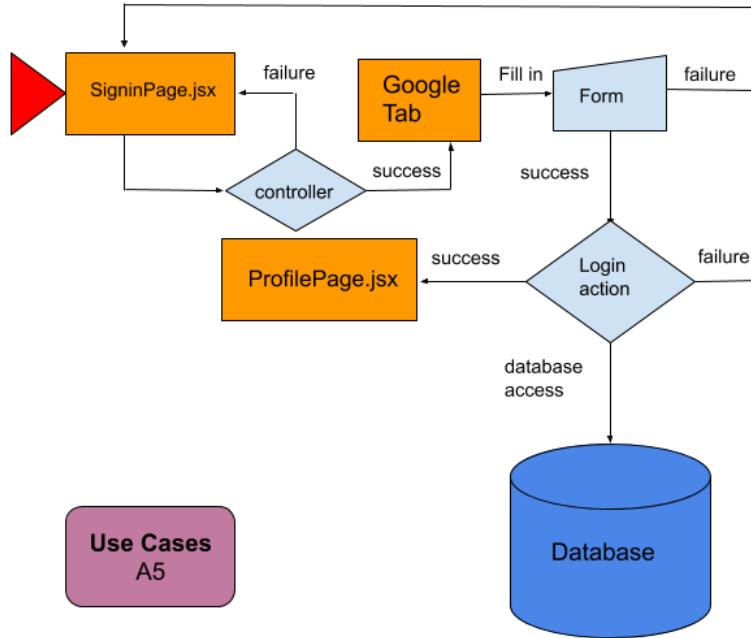 SigninPage.jsx
failure
Google
Tab
Fill in
Form
failure
controller
success
success
ProfilePage.jsx
success
Login
action
failure
database
access
Use Cases
A5
Database